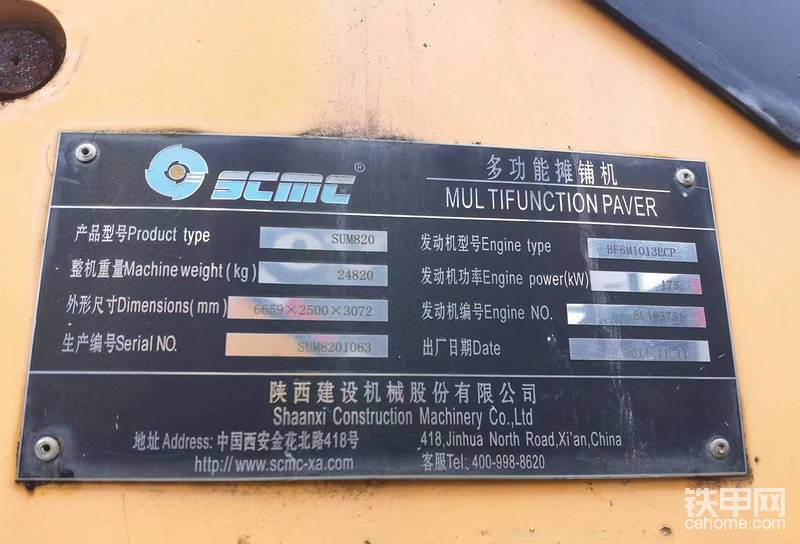 SCMC ®
多功能摊铺机
MULTIFUNCTION PAVER
产品型号Product type SUM820
整机重量Machine weight ( kg ) 24820
外形尺寸Dimensions( mm ) 6659×2500×3072
生产编号Serial NO. SUM8201063
发动机型号Engine type BF6M1013ECP
发动机功率Engine power(kW) 175
发动机编号Engine NO.
出厂日期Date 2014.11.11
陕西建设机械股份有限公司
Shaanxi Construction Machinery Co.,Ltd
地址 Address: 中国西安金花北路418号
418,Jinhua North Road,Xi'an,China
http://www.scmc-xa.com
客服Tel: 400-998-8620
铁甲网
cehome.com